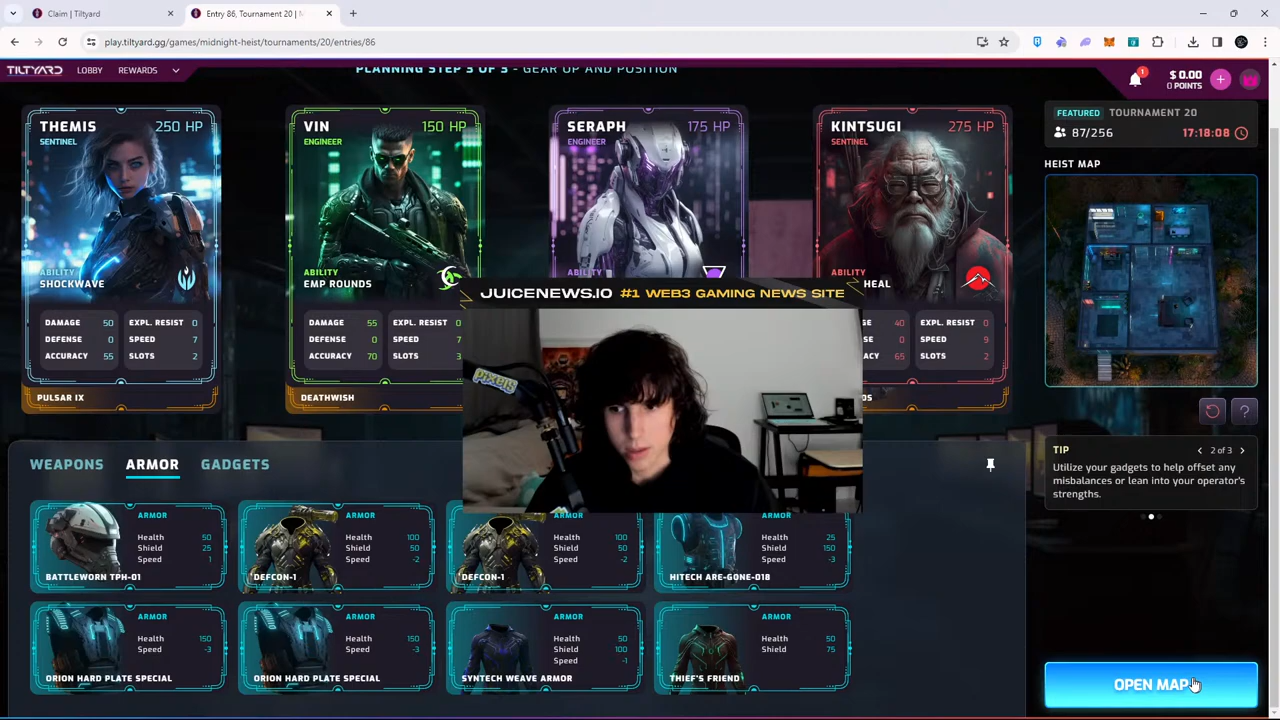 Claim | Tiltyard
Entry 86, Tournament 20 | M
play.tiltyard.gg/games/midnight-heist/tournaments/20/entries/86
TILTYARD
LOBBY
REWARDS
PLANNING STEP 3 OF 3 - GEAR UP AND POSITION
1
$ 0.00
0 POINTS
THEMIS 250 HP
SENTINEL
ABILITY
SHOCKWAVE
DAMAGE 50
DEFENSE 0
ACCURACY 55
EXPL. RESIST 0
SPEED 7
SLOTS 2
PULSAR IX
VIN 150 HP
ENGINEER
ABILITY
EMP ROUNDS
DAMAGE 55
DEFENSE 0
ACCURACY 70
EXPL. RESIST 0
SPEED 7
SLOTS 3
DEATHWISH
SERAPH 175 HP
ENGINEER
ABILITY
KINTSUGI 275 HP
SENTINEL
ABILITY
HEAL
40
0
ACY 65
EXPL. RESIST 0
SPEED 9
SLOTS 2
JUICENEWS.IO #1 WEB3 GAMING NEWS SITE
PIXELS
FEATURED TOURNAMENT 20
87/256 17:18:08
HEIST MAP
?
TIP
2 of 3
Utilize your gadgets to help offset any
misbalances or lean into your operator's
strengths.
WEAPONS ARMOR GADGETS
ARMOR
Health 50
Shield 25
Speed 1
BATTLEWORN TPH-01
ARMOR
Health 100
Shield 50
Speed -2
DEFCON-1
ARMOR
Health 100
Shield 50
Speed -2
DEFCON-1
ARMOR
Health 25
Shield 150
Speed -3
HITECH ARE-GONE-018
ARMOR
Health 150
Speed -3
ORION HARD PLATE SPECIAL
ARMOR
Health 150
Speed -3
ORION HARD PLATE SPECIAL
ARMOR
Health 50
Shield 100
Speed -1
SYNTECH WEAVE ARMOR
ARMOR
Health 50
Shield 75
THIEF'S FRIEND
OPEN MAP